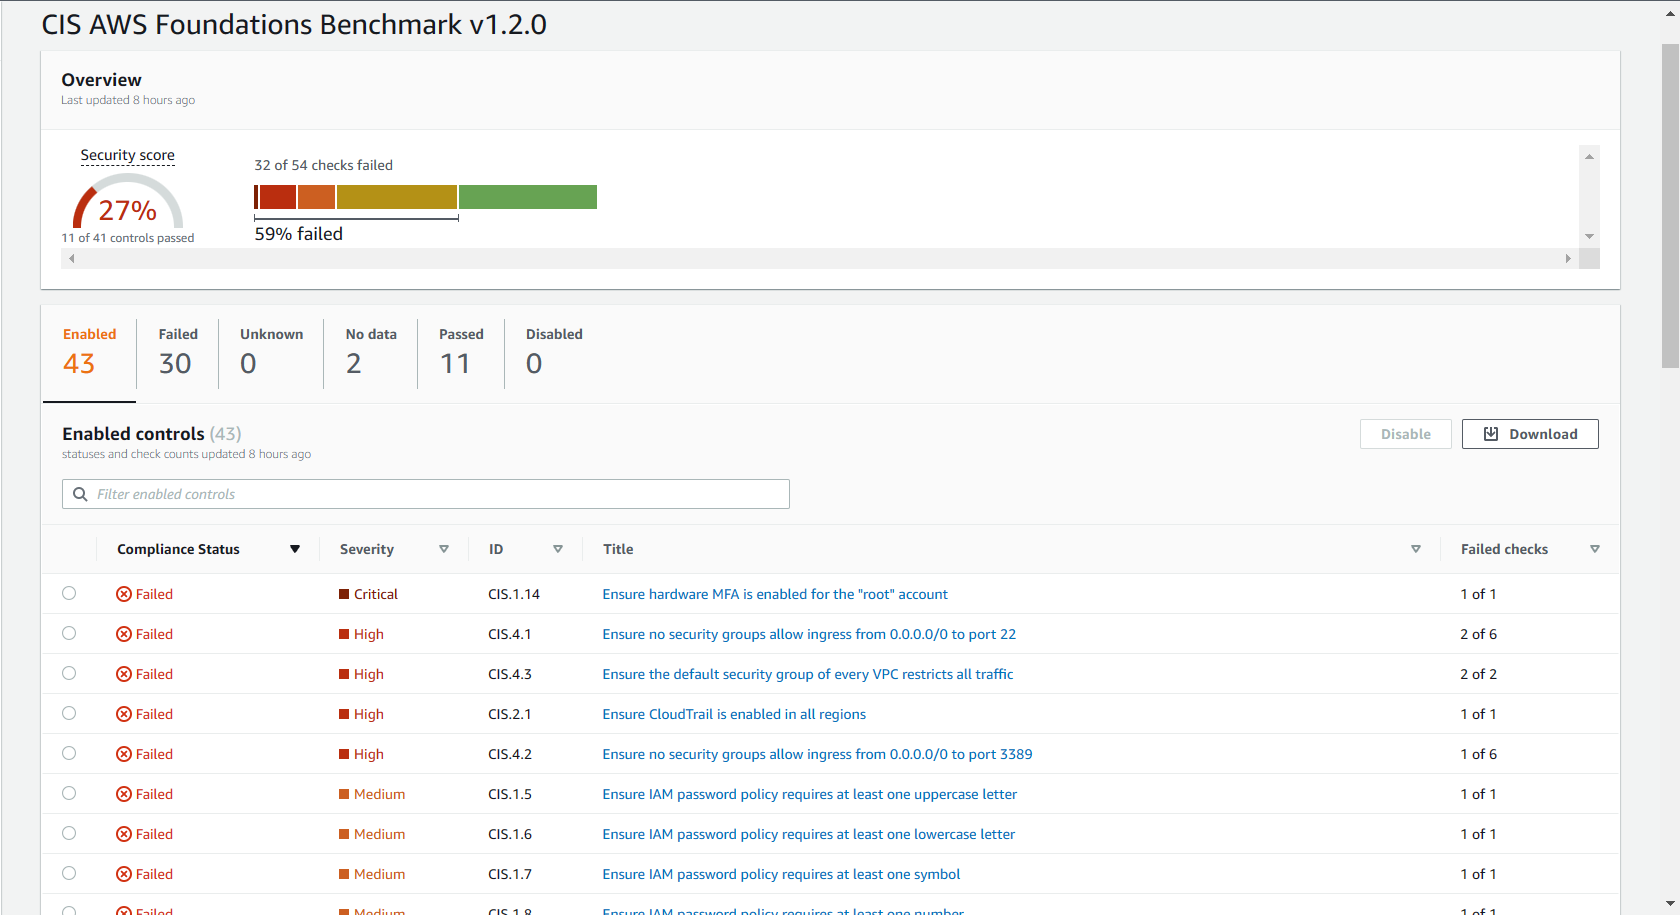 CIS AWS Foundations Benchmark v1.2.0
Overview
Last updated 8 hours ago
Security score
27%
11 of 41 controls passed
32 of 54 checks failed
59% failed
Enabled
43
Failed
30
Unknown
0
No data
2
Passed
11
Disabled
0
Enabled controls (43)
statuses and check counts updated 8 hours ago
Disable
Download
Filter enabled controls
Compliance Status Severity ID Title Failed checks
Failed Critical CIS.1.14 Ensure hardware MFA is enabled for the "root" account 1 of 1
Failed High CIS.4.1 Ensure no security groups allow ingress from 0.0.0.0/0 to port 22 2 of 6
Failed High CIS.4.3 Ensure the default security group of every VPC restricts all traffic 2 of 2
Failed High CIS.2.1 Ensure CloudTrail is enabled in all regions 1 of 1
Failed High CIS.4.2 Ensure no security groups allow ingress from 0.0.0.0/0 to port 3389 1 of 6
Failed Medium CIS.1.5 Ensure IAM password policy requires at least one uppercase letter 1 of 1
Failed Medium CIS.1.6 Ensure IAM password policy requires at least one lowercase letter 1 of 1
Failed Medium CIS.1.7 Ensure IAM password policy requires at least one symbol 1 of 1
Failed Medium CIS.1.8 Ensure IAM password policy requires at least one number 1 of 1